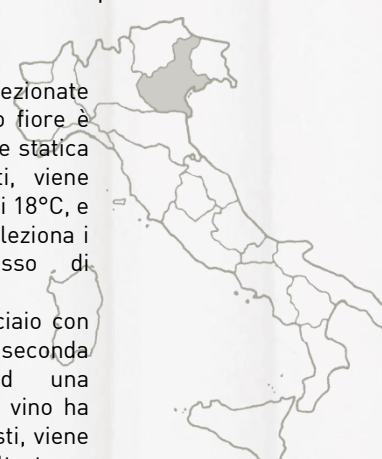 ezionate
o fiore è
e statica
ti, viene
i 18°C, e
leziona i
sso di
ciaio con
seconda
d una
vino ha
sti, viene